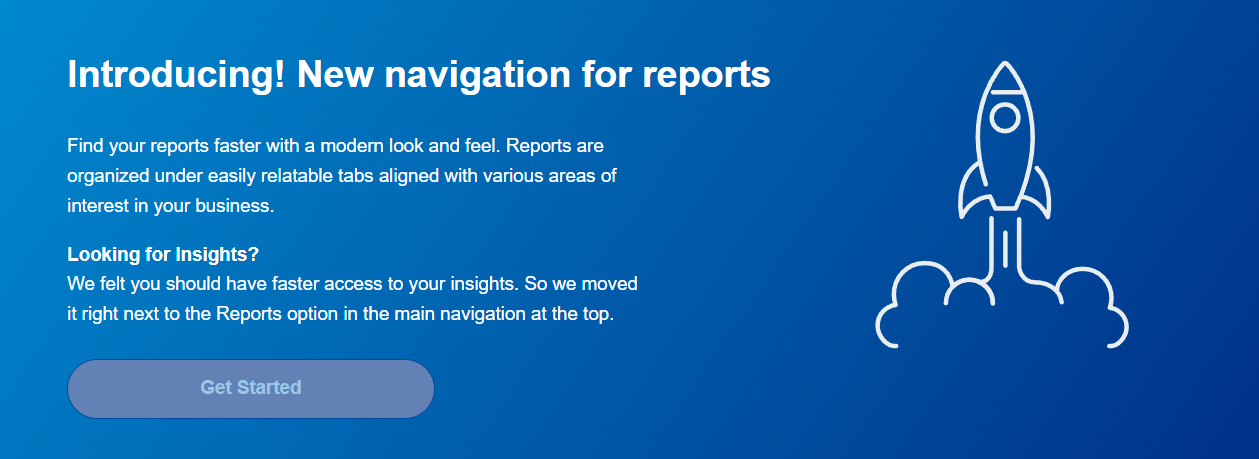 Introducing! New navigation for reports
Find your reports faster with a modern look and feel. Reports are
organized under easily relatable tabs aligned with various areas of
interest in your business.
Looking for Insights?
We felt you should have faster access to your insights. So we moved
it right next to the Reports option in the main navigation at the top.
Get Started